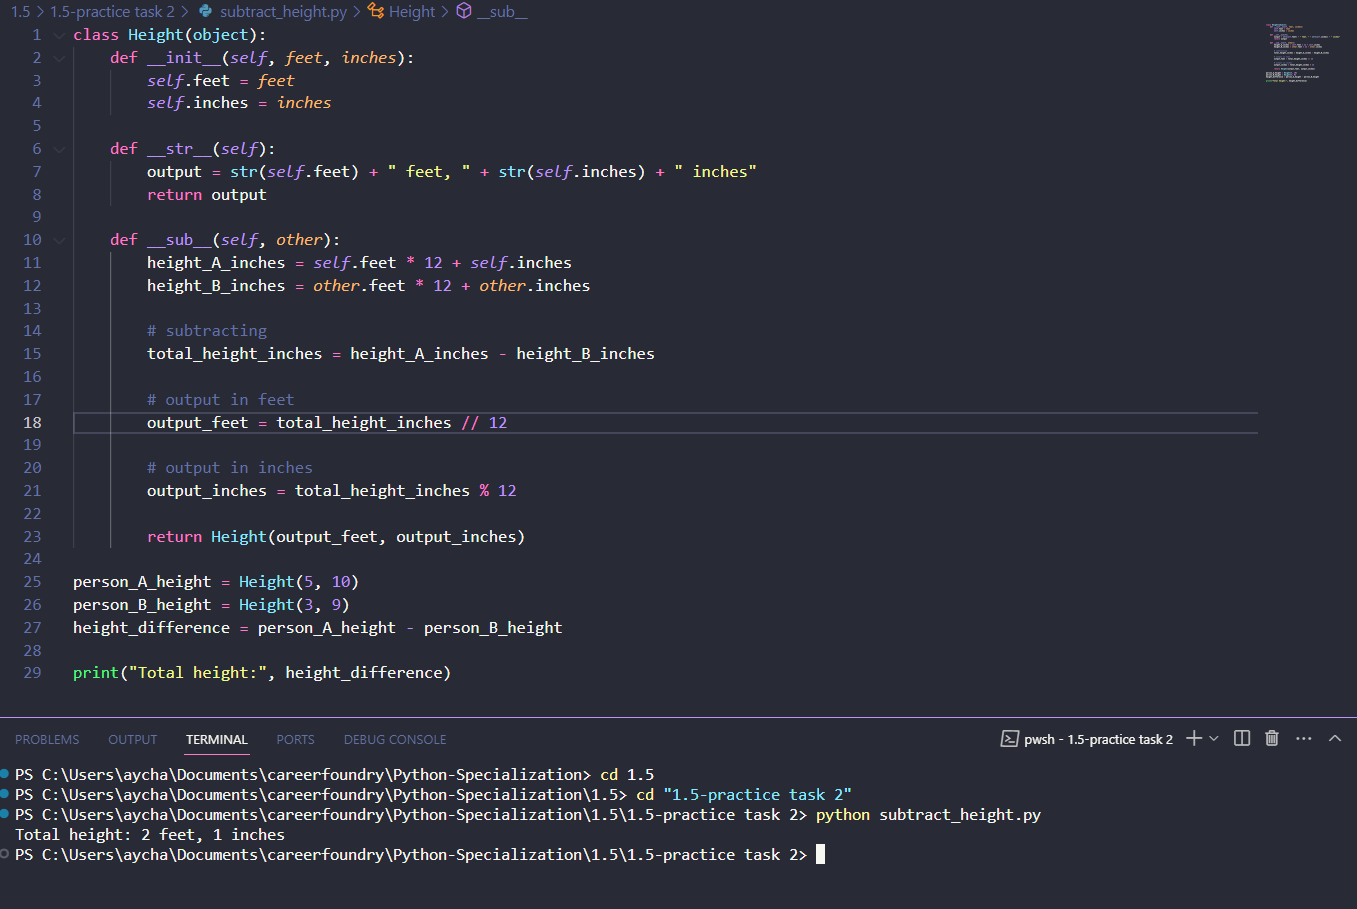 1.5 > 1.5-practice task 2 > subtract_height.py > Height > __sub__
1 class Height(object):
2     def __init__(self, feet, inches):
3         self.feet = feet
4         self.inches = inches
5
6     def __str__(self):
7         output = str(self.feet) + " feet, " + str(self.inches) + " inches"
8         return output
9
10     def __sub__(self, other):
11         height_A_inches = self.feet * 12 + self.inches
12         height_B_inches = other.feet * 12 + other.inches
13
14         # subtracting
15         total_height_inches = height_A_inches - height_B_inches
16
17         # output in feet
18         output_feet = total_height_inches // 12
19
20         # output in inches
21         output_inches = total_height_inches % 12
22
23         return Height(output_feet, output_inches)
24
25 person_A_height = Height(5, 10)
26 person_B_height = Height(3, 9)
27 height_difference = person_A_height - person_B_height
28
29 print("Total height:", height_difference)
PROBLEMS OUTPUT TERMINAL PORTS DEBUG CONSOLE pwsh - 1.5-practice task 2
PS C:\Users\aycha\Documents\careerfoundry\Python-Specialization> cd 1.5
PS C:\Users\aycha\Documents\careerfoundry\Python-Specialization\1.5> cd "1.5-practice task 2"
PS C:\Users\aycha\Documents\careerfoundry\Python-Specialization\1.5\1.5-practice task 2> python subtract_height.py
Total height: 2 feet, 1 inches
PS C:\Users\aycha\Documents\careerfoundry\Python-Specialization\1.5\1.5-practice task 2>